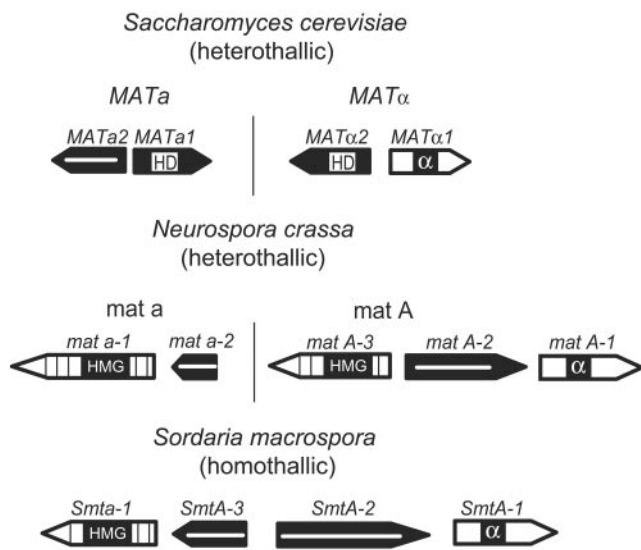 Saccharomyces cerevisiae
(heterothallic)
MATa MATα
MATa2 MATa1 MATα2 MATα1
HD HD α
Neurospora crassa
(heterothallic)
mat a mat A
mat a-1 mat a-2 mat A-3 mat A-2 mat A-1
HMG HMG α
Sordaria macrospora
(homothallic)
Smta-1 SmtA-3 SmtA-2 SmtA-1
HMG α